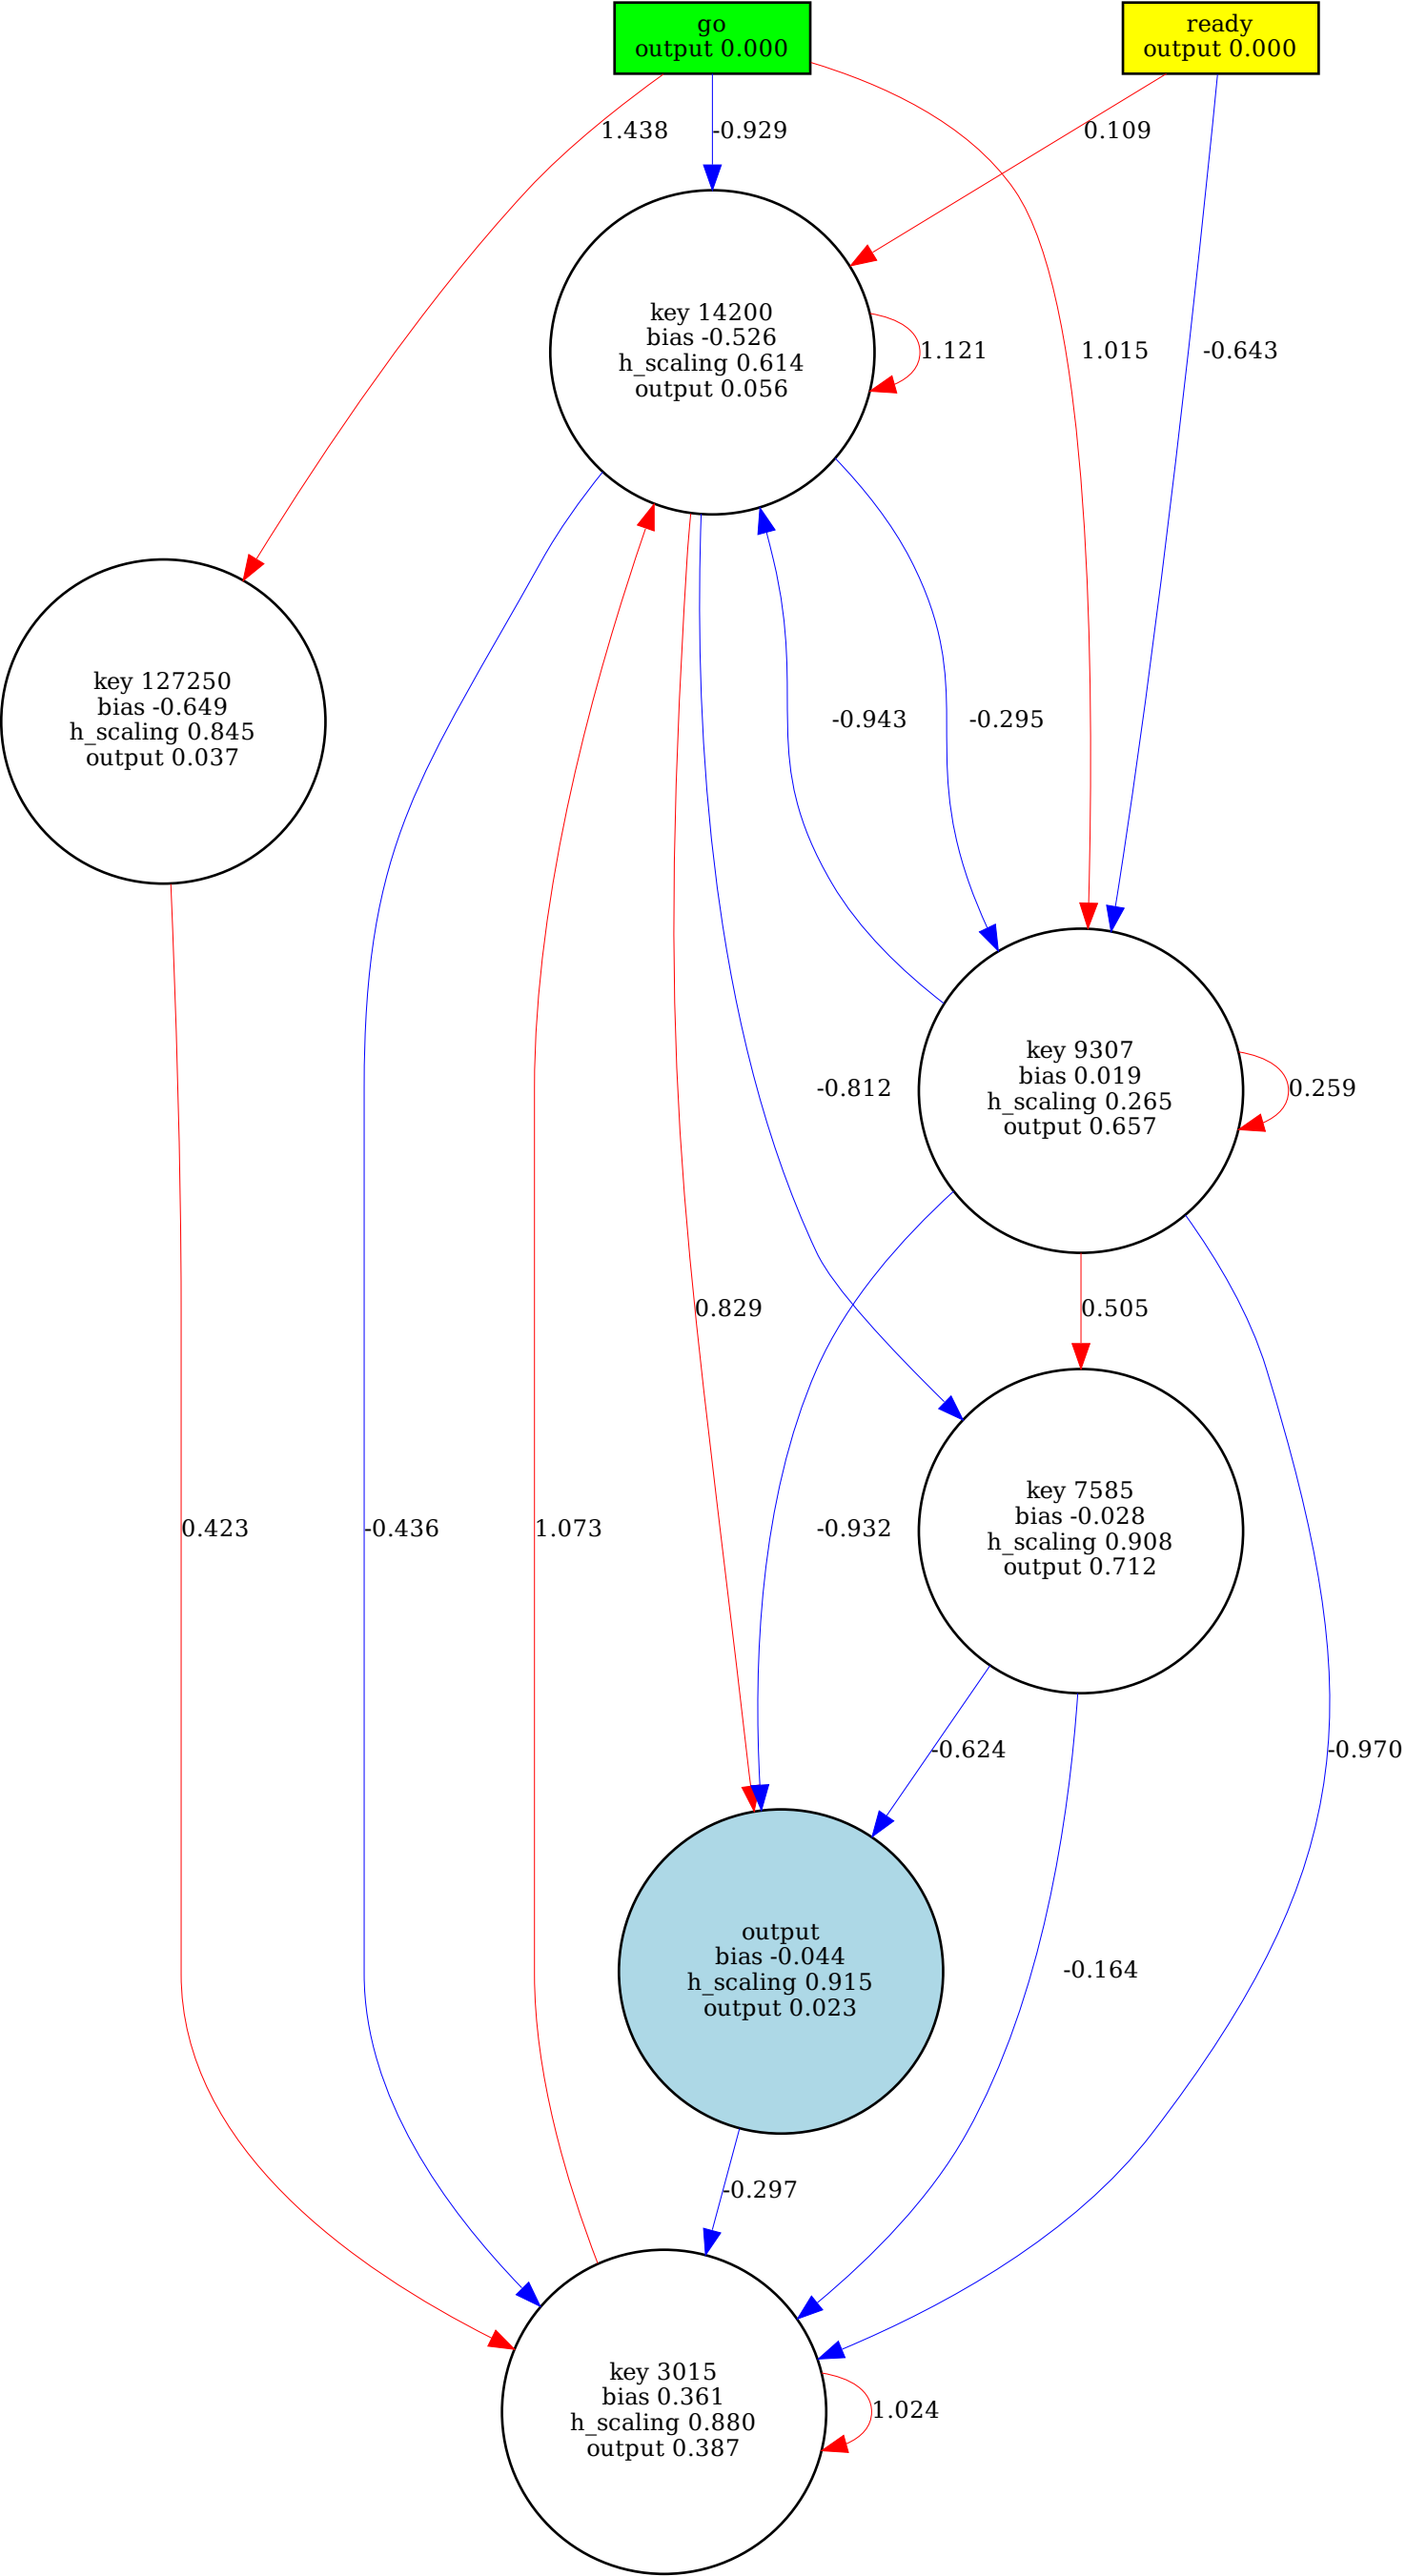 go
output 0.000
ready
output 0.000
1.438
-0.929
0.109
key 14200
bias -0.526
h_scaling 0.614
output 0.056
1.121
1.015
-0.643
key 127250
bias -0.649
h_scaling 0.845
output 0.037
-0.943
-0.295
key 9307
bias 0.019
h_scaling 0.265
output 0.657
-0.812
0.259
0.829
0.505
key 7585
bias -0.028
h_scaling 0.908
output 0.712
0.423
-0.436
1.073
-0.932
-0.624
-0.970
output
bias -0.044
h_scaling 0.915
output 0.023
-0.164
-0.297
key 3015
bias 0.361
h_scaling 0.880
output 0.387
1.024